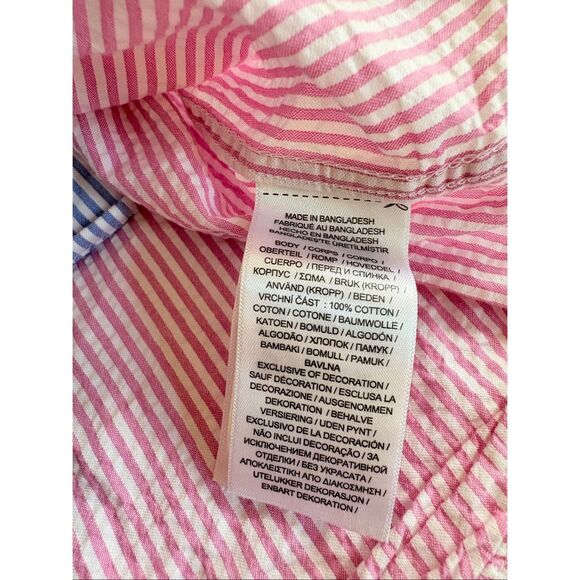 MADE IN BANGLADESH
FABRIQUÉ AU BANGLADESH
HECHO EN BANGLADESH
BANGLADEŞ'TE ÜRETİLMİŞTİR
BODY / CORPS / CORPO /
OBERTEIL / ROMP / HOVEDDEL /
CUERPO / ПЕРЕД И СПИНКА /
КОРПУС / ΣΩΜΑ / BRUK (KROPP) /
ANVÄND (KROPP) / BEDEN /
VRCHNÍ ČÁST : 100% COTTON /
COTON / COTONE / BAUMWOLLE /
KATOEN / BOMULD / ALGODÓN /
ALGODÃO / ХЛОПОК / ПАМУК /
BAMBAKI / BOMULL / PAMUK /
BAVLNA
EXCLUSIVE OF DECORATION /
SAUF DÉCORATION / ESCLUSA LA
DECORAZIONE / AUSGENOMMEN
DEKORATION / BEHALVE
VERSIERING / UDEN PYNT /
EXCLUSIVO DE LA DECORACIÓN /
NÃO INCLUI DECORAÇÃO / ЗА
ИСКЛЮЧЕНИЕМ ДЕКОРАТИВНОЙ
ОТДЕЛКИ / БЕЗ УКРАСАТА /
ΑΠΟΚΛΕΙΣΤΙΚΗ ΑΠΟ ΔΙΑΚΟΣΜΗΣΗ /
UTELUKKER DEKORASJON /
ENBART DEKORATION /